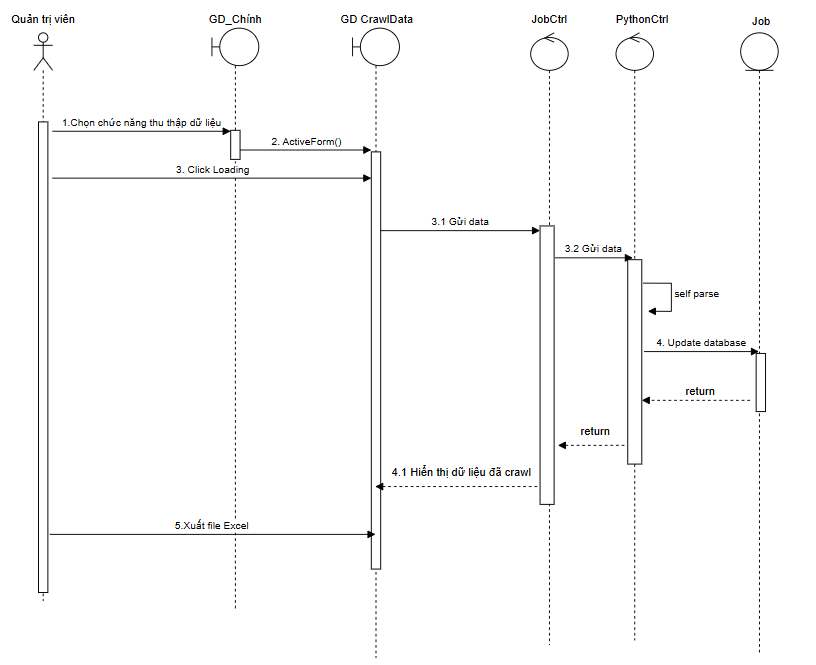 Quản trị viên
GD_Chính
GD CrawlData
JobCtrl
PythonCtrl
Job
1.Chọn chức năng thu thập dữ liệu
2. ActiveForm()
3. Click Loading
3.1 Gửi data
3.2 Gửi data
self parse
4. Update database
return
return
4.1 Hiển thị dữ liệu đã crawl
5.Xuất file Excel